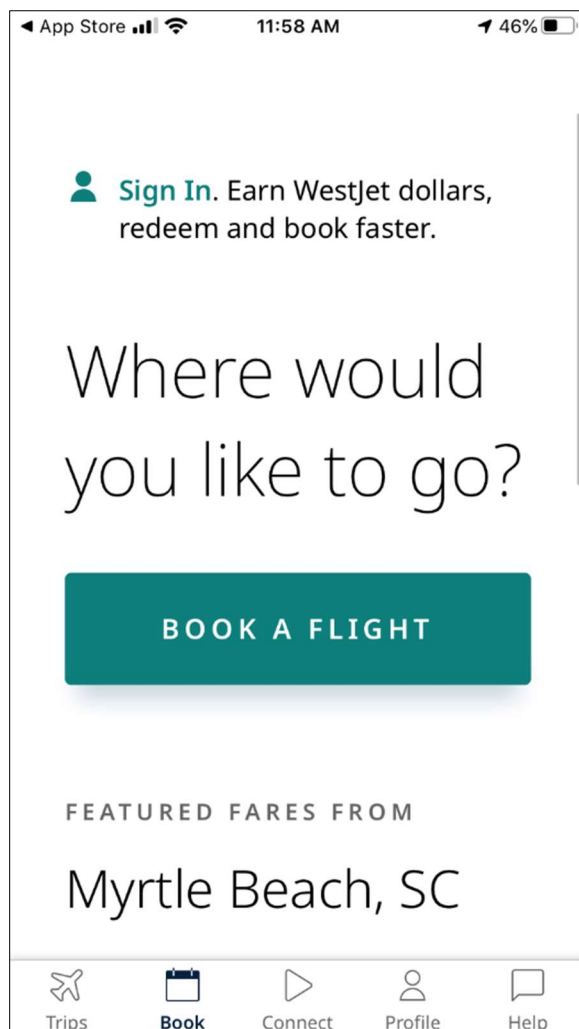 App Store 11:58 AM 46%
Sign In. Earn WestJet dollars,
redeem and book faster.
Where would
you like to go?
BOOK A FLIGHT
FEATURED FARES FROM
Myrtle Beach, SC
Trips Book Connect Profile Help